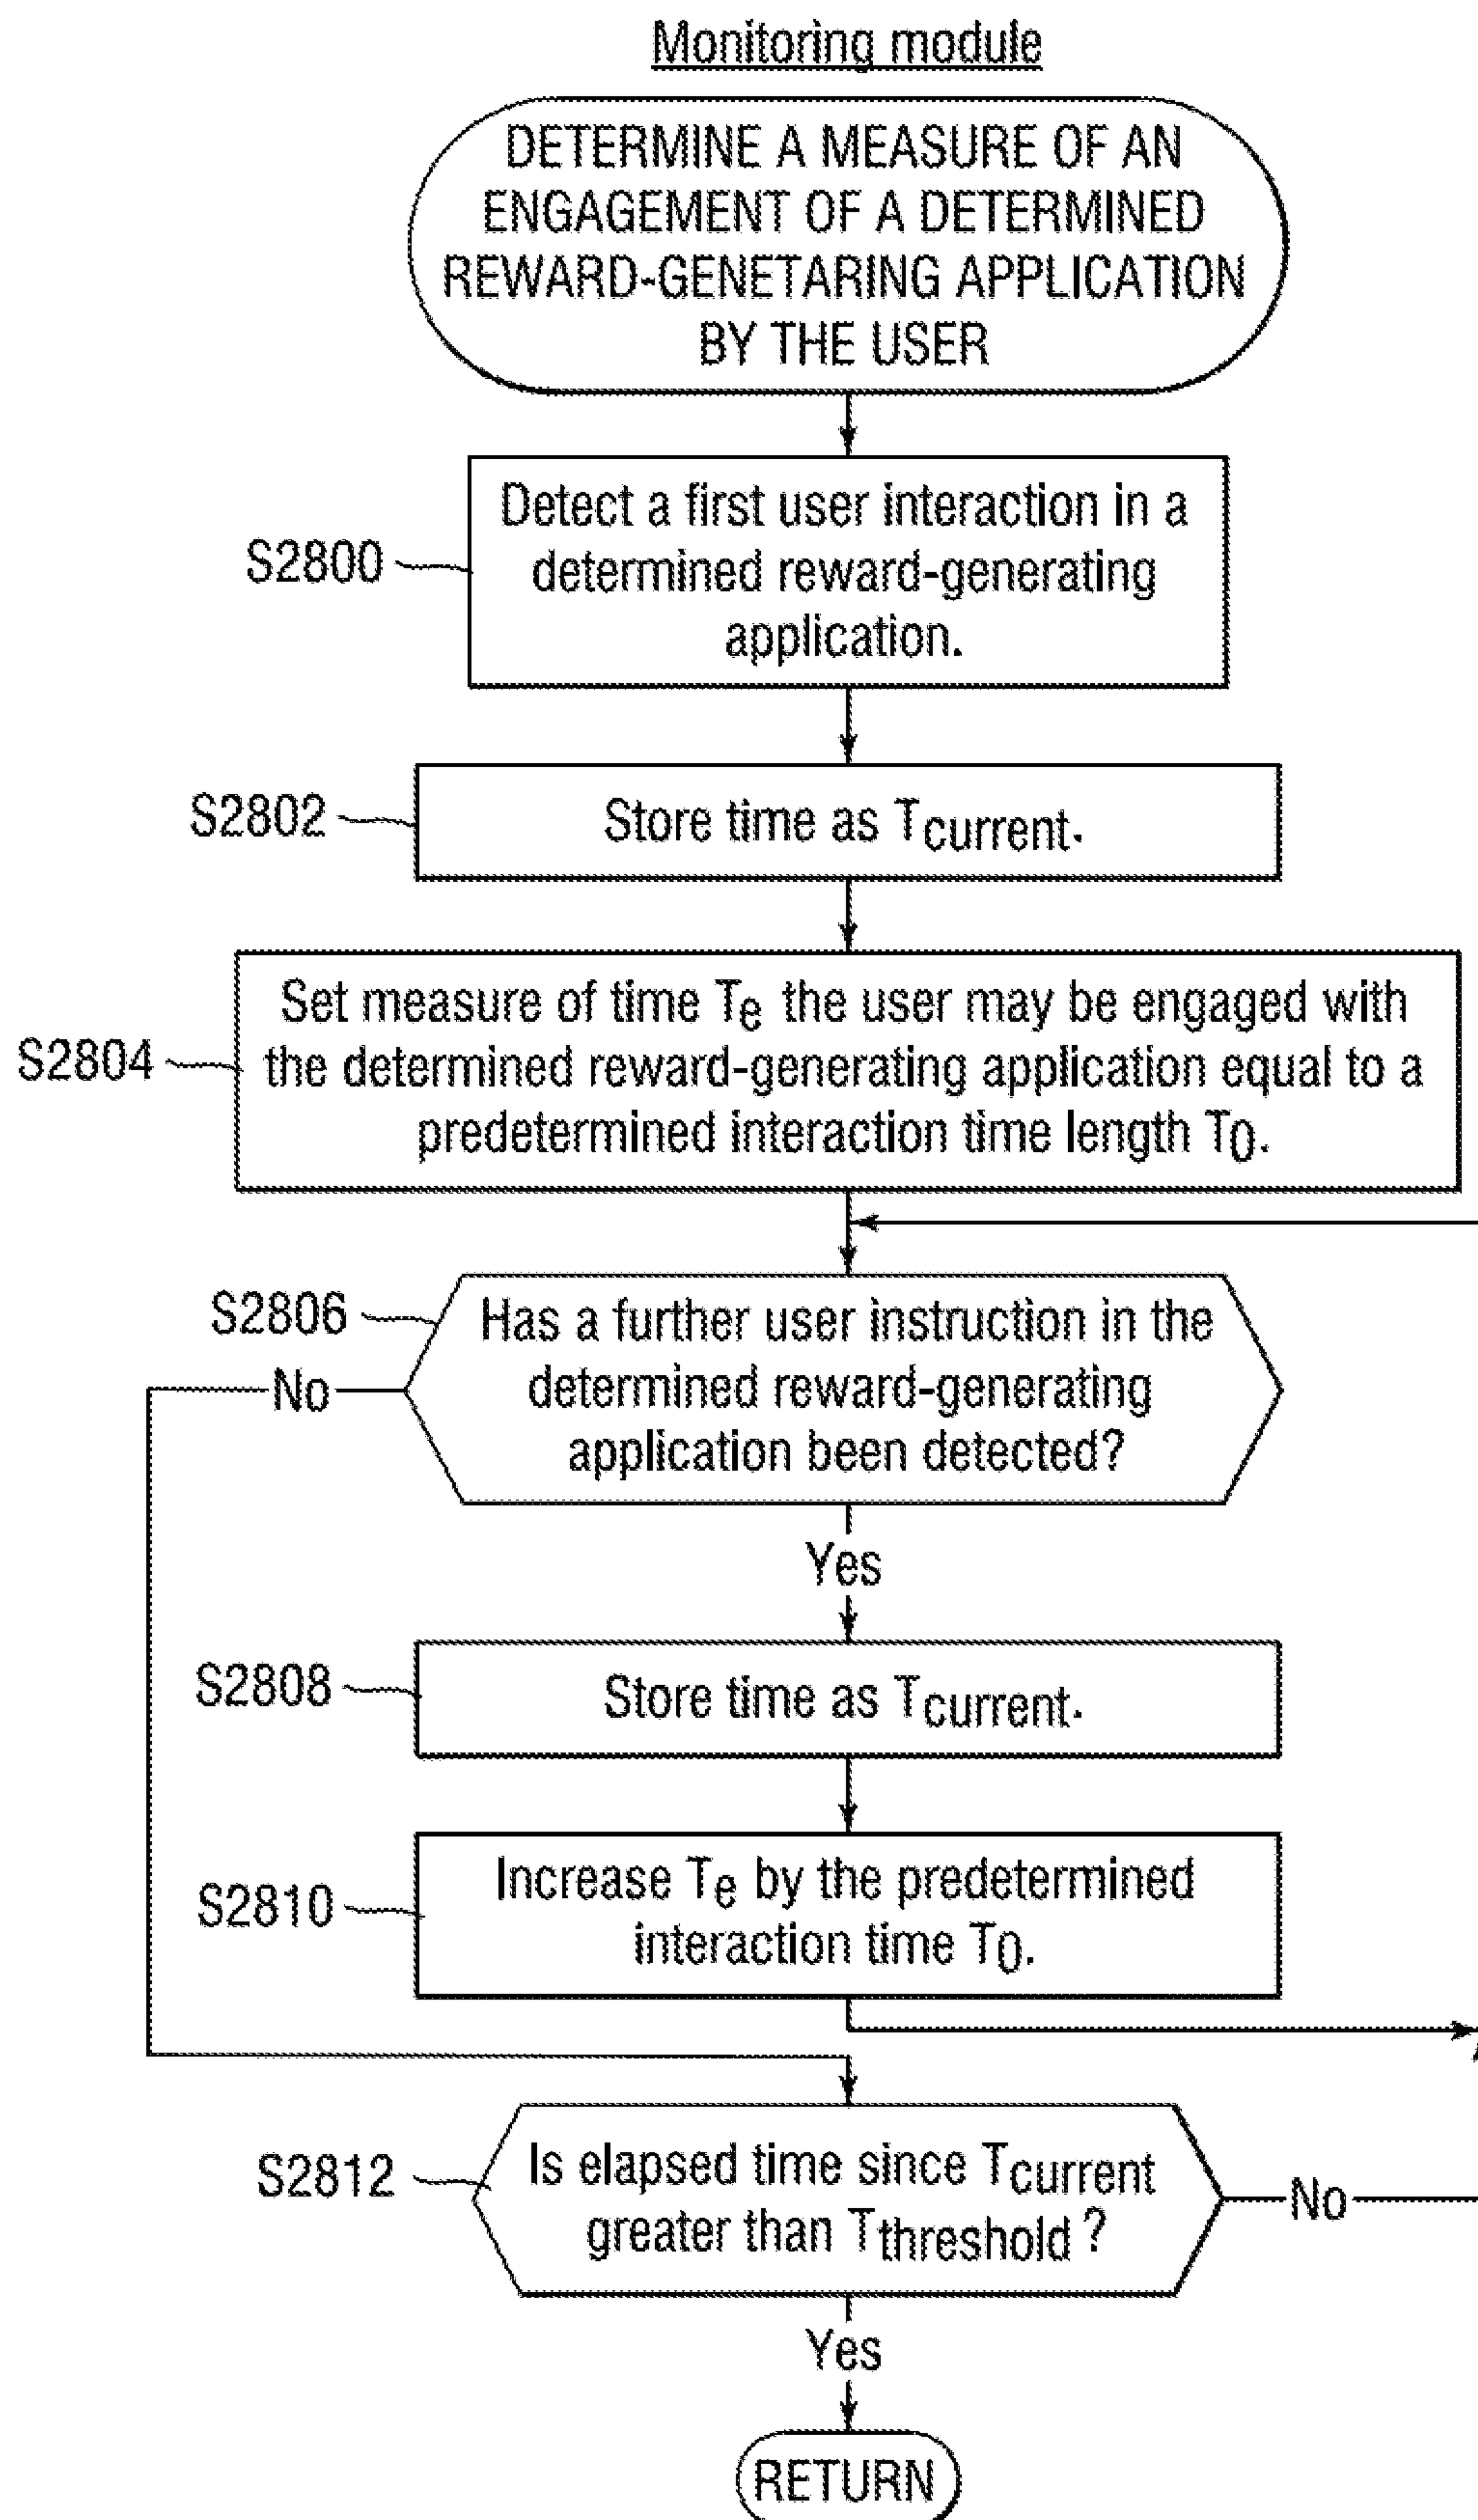 Monitoring module
DETERMINE A MEASURE OF AN
ENGAGEMENT OF A DETERMINED
REWARD-GENETARING APPLICATION
BY THE USER
S2800
Detect a first user interaction in a
determined reward-generating
application.
S2802
Store time as Tcurrent.
S2804
Set measure of time Te the user may be engaged with
the determined reward-generating application equal to a
predetermined interaction time length T0.
S2806
Has a further user instruction in the
determined reward-generating
application been detected?
No
Yes
S2808
Store time as Tcurrent.
S2810
Increase Te by the predetermined
interaction time T0.
S2812
Is elapsed time since Tcurrent
greater than Tthreshold?
No
Yes
RETURN